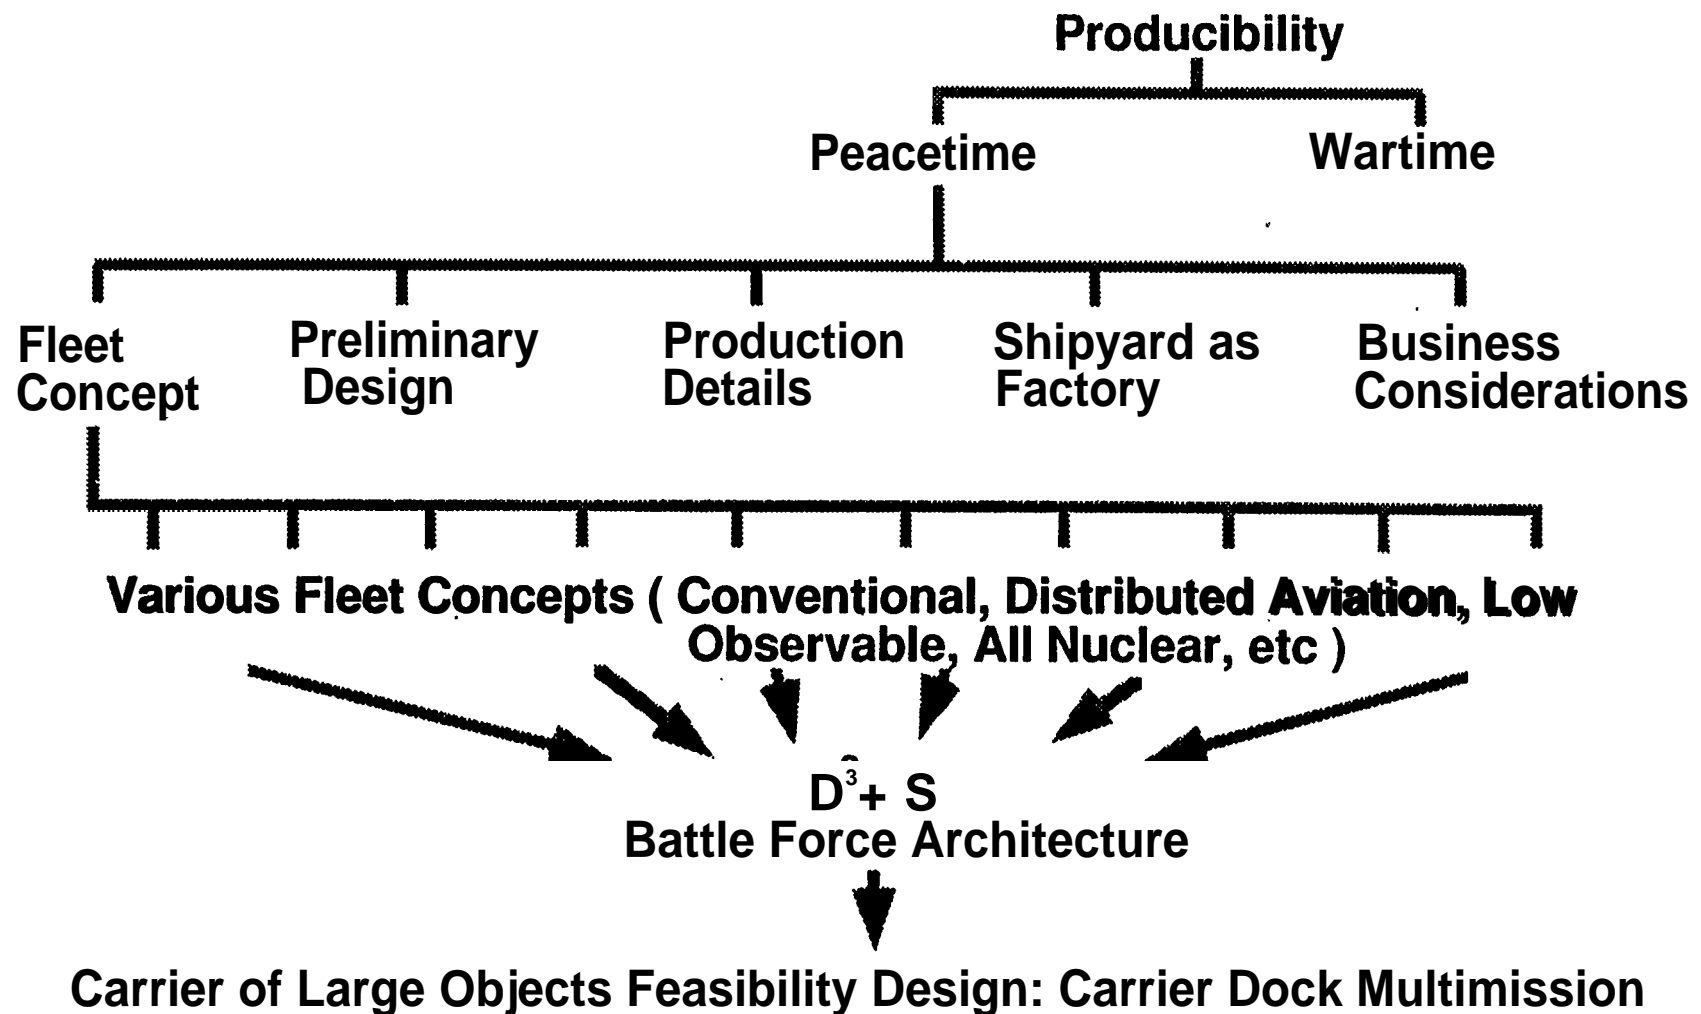 Producibility
Peacetime Wartime
Fleet Concept
Preliminary Design
Production Details
Shipyard as Factory
Business Considerations
Various Fleet Concepts ( Conventional, Distributed Aviation, Low
Observable, All Nuclear, etc )
D³+ S
Battle Force Architecture
Carrier of Large Objects Feasibility Design: Carrier Dock Multimission